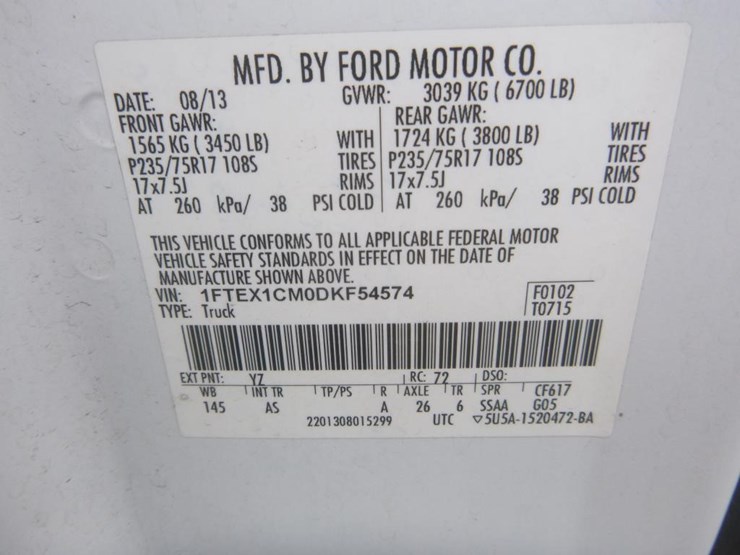 MFD. BY FORD MOTOR CO.
DATE: 08/13 GVWR: 3039 KG ( 6700 LB)
FRONT GAWR: REAR GAWR:
1565 KG ( 3450 LB) WITH 1724 KG ( 3800 LB) WITH
P235/75R17 108S TIRES P235/75R17 108S TIRES
17x7.5J RIMS 17x7.5J RIMS
AT 260 kPa/ 38 PSI COLD AT 260 kPa/ 38 PSI COLD
THIS VEHICLE CONFORMS TO ALL APPLICABLE FEDERAL MOTOR
VEHICLE SAFETY STANDARDS IN EFFECT ON THE DATE OF
MANUFACTURE SHOWN ABOVE.
VIN: 1FTEX1CM0DKF54574 F0102
TYPE: Truck T0715
EXT PNT: YZ RC: 72 DSO:
WB INT TR TP/PS R AXLE TR SPR CF617
145 AS A 26 6 SSAA G05
2201308015299 UTC ▽5U5A-1520472-BA